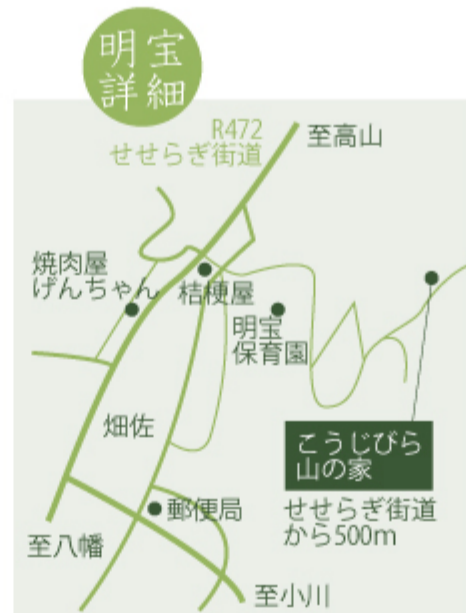 明宝
詳細
R472
せせらぎ街道
至高山
焼肉屋
げんちゃん
桔梗屋
明宝
保育園
畑佐
こうじびら
山の家
せせらぎ街道
から500m
郵便局
至八幡
至小川